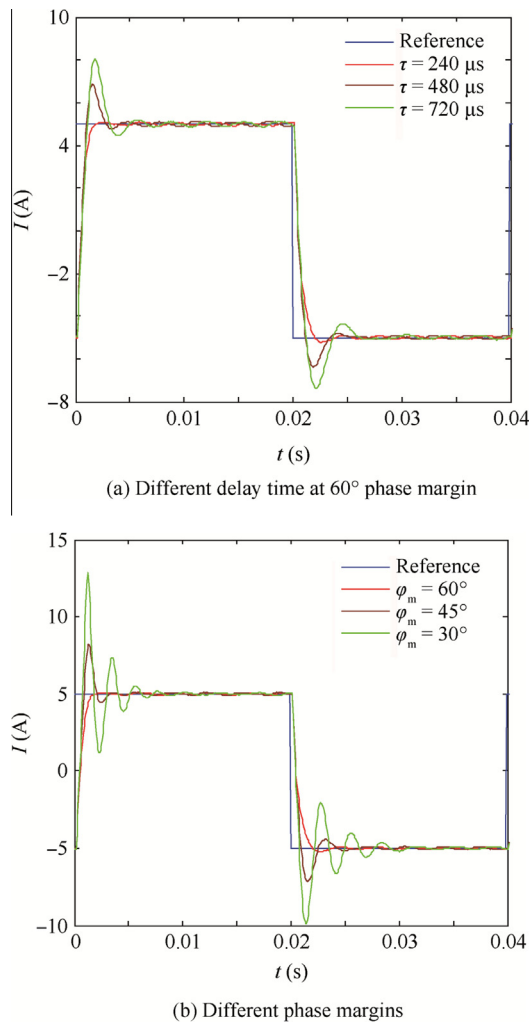 10
4
−2
−8
I (A)
Reference
τ = 240 μs
τ = 480 μs
τ = 720 μs
0
0.01
0.02
0.03
0.04
t (s)
(a) Different delay time at 60° phase margin
15
10
5
0
−5
−10
I (A)
Reference
φm = 60°
φm = 45°
φm = 30°
0
0.01
0.02
0.03
0.04
t (s)
(b) Different phase margins